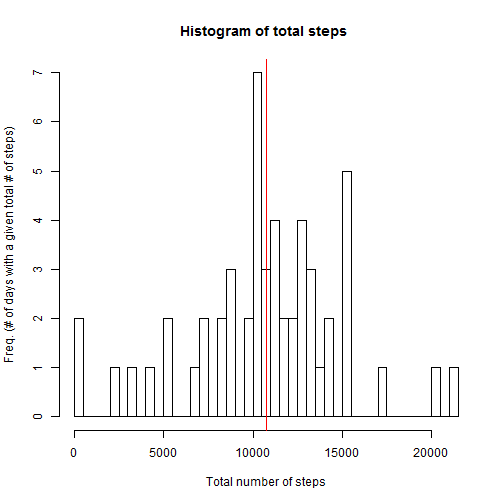 Histogram of total steps
Freq. (# of days with a given total # of steps)
7
6
5
4
3
2
1
0
0 5000 10000 15000 20000
Total number of steps